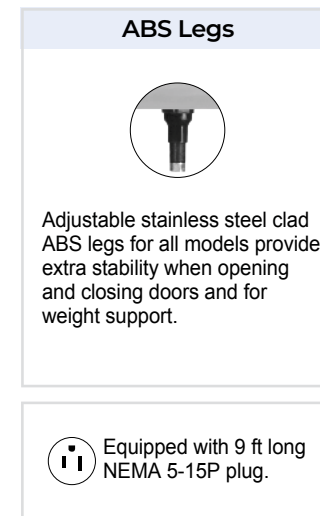 ABS Legs
Adjustable stainless steel clad
ABS legs for all models provide
extra stability when opening
and closing doors and for
weight support.
Equipped with 9 ft long
NEMA 5-15P plug.